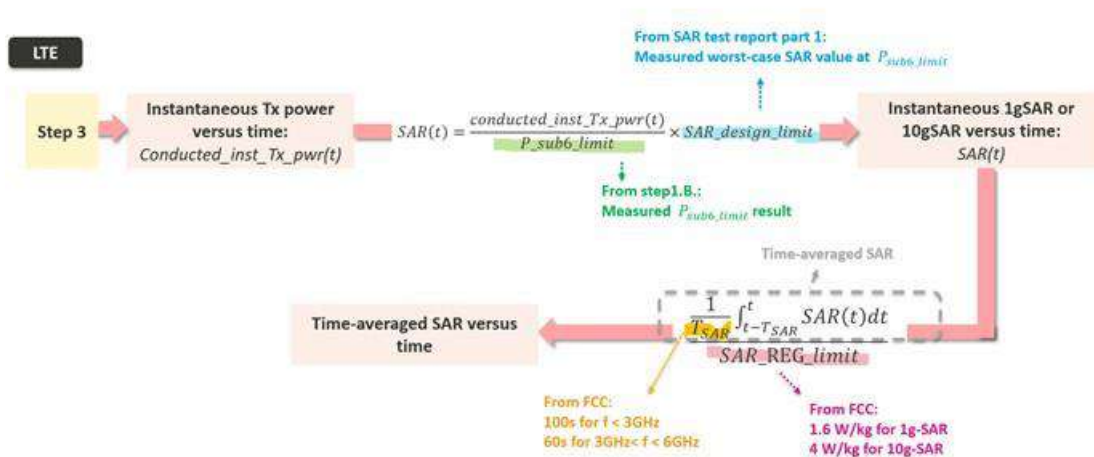 LTE
From SAR test report part 1:
Measured worst-case SAR value at P_sub6_limit
Step 3
Instantaneous Tx power
versus time:
Conducted_inst_Tx_pwr(t)
SAR(t) = conducted_inst_Tx_pwr(t) / P_sub6_limit × SAR_design_limit
Instantaneous 1gSAR or
10gSAR versus time:
SAR(t)
From step1.B.:
Measured P_sub6_limit result
Time-averaged SAR
1/T_SAR ∫_{t−T_SAR}^{t} SAR(t)dt
SAR_REG_limit
Time-averaged SAR versus
time
From FCC:
100s for f < 3GHz
60s for 3GHz< f < 6GHz
From FCC:
1.6 W/kg for 1g-SAR
4 W/kg for 10g-SAR